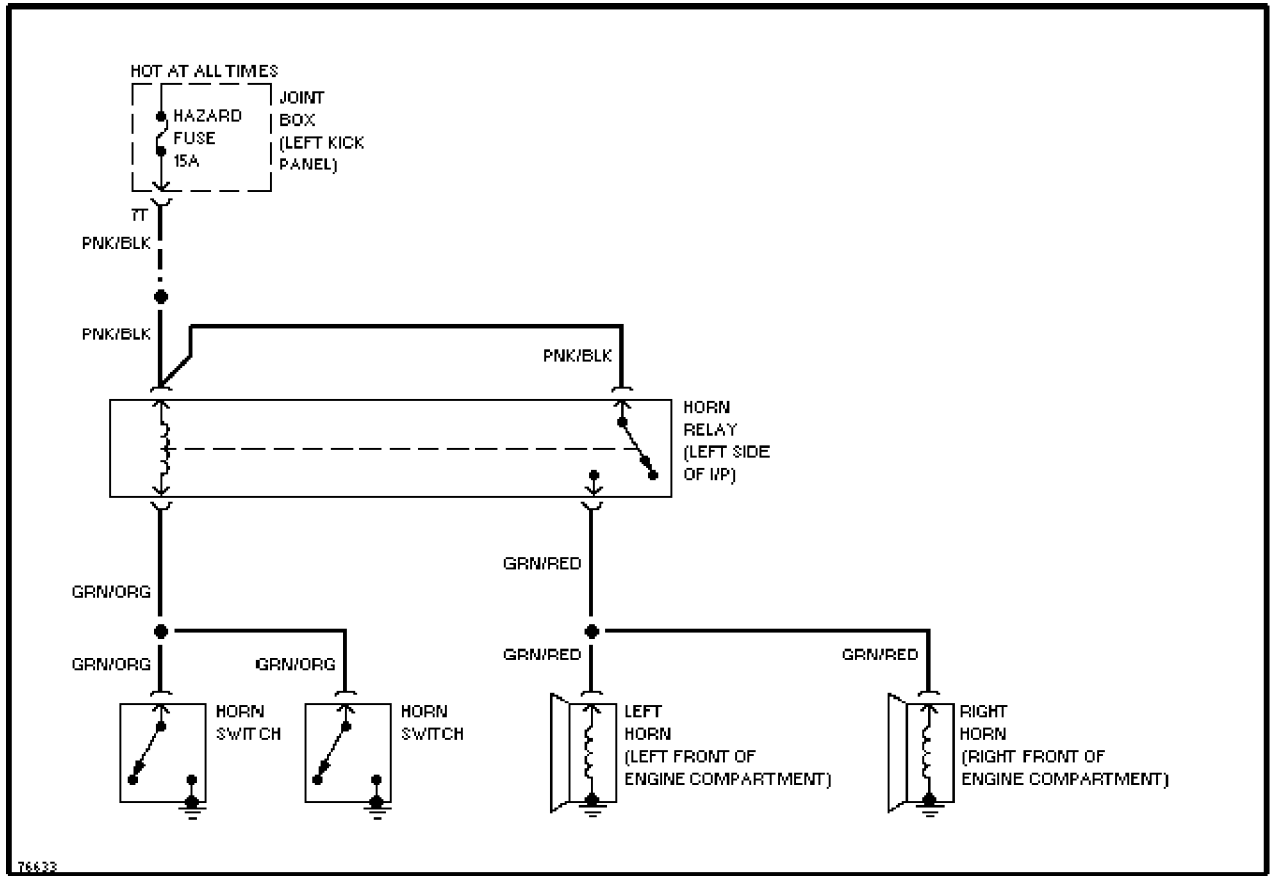 HOT AT ALL TIMES
HAZARD
FUSE
15A
JOINT
BOX
(LEFT KICK
PANEL)
7T
PNK/BLK
PNK/BLK
PNK/BLK
HORN
RELAY
(LEFT SIDE
OF I/P)
GRN/ORG
GRN/RED
GRN/ORG
GRN/ORG
GRN/RED
GRN/RED
HORN
SWITCH
HORN
SWITCH
LEFT
HORN
(LEFT FRONT OF
ENGINE COMPARTMENT)
RIGHT
HORN
(RIGHT FRONT OF
ENGINE COMPARTMENT)
76633